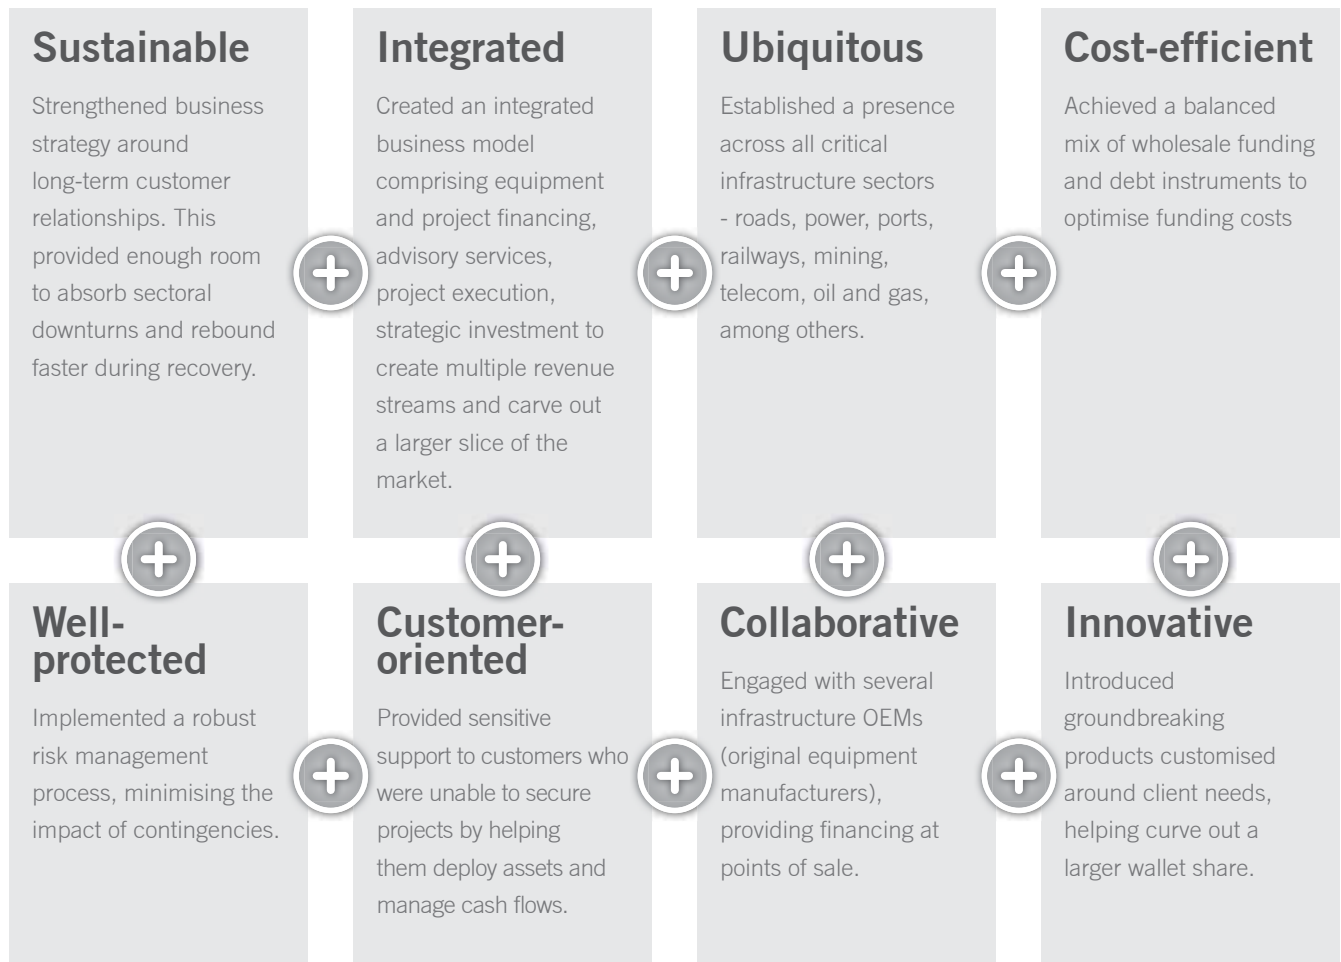 Sustainable
Strengthened business
strategy around
long-term customer
relationships. This
provided enough room
to absorb sectoral
downturns and rebound
faster during recovery.
Integrated
Created an integrated
business model
comprising equipment
and project financing,
advisory services,
project execution,
strategic investment to
create multiple revenue
streams and carve out
a larger slice of the
market.
Ubiquitous
Established a presence
across all critical
infrastructure sectors
- roads, power, ports,
railways, mining,
telecom, oil and gas,
among others.
Cost-efficient
Achieved a balanced
mix of wholesale funding
and debt instruments to
optimise funding costs
Well-
protected
Implemented a robust
risk management
process, minimising the
impact of contingencies.
Customer-
oriented
Provided sensitive
support to customers who
were unable to secure
projects by helping
them deploy assets and
manage cash flows.
Collaborative
Engaged with several
infrastructure OEMs
(original equipment
manufacturers),
providing financing at
points of sale.
Innovative
Introduced
groundbreaking
products customised
around client needs,
helping curve out a
larger wallet share.